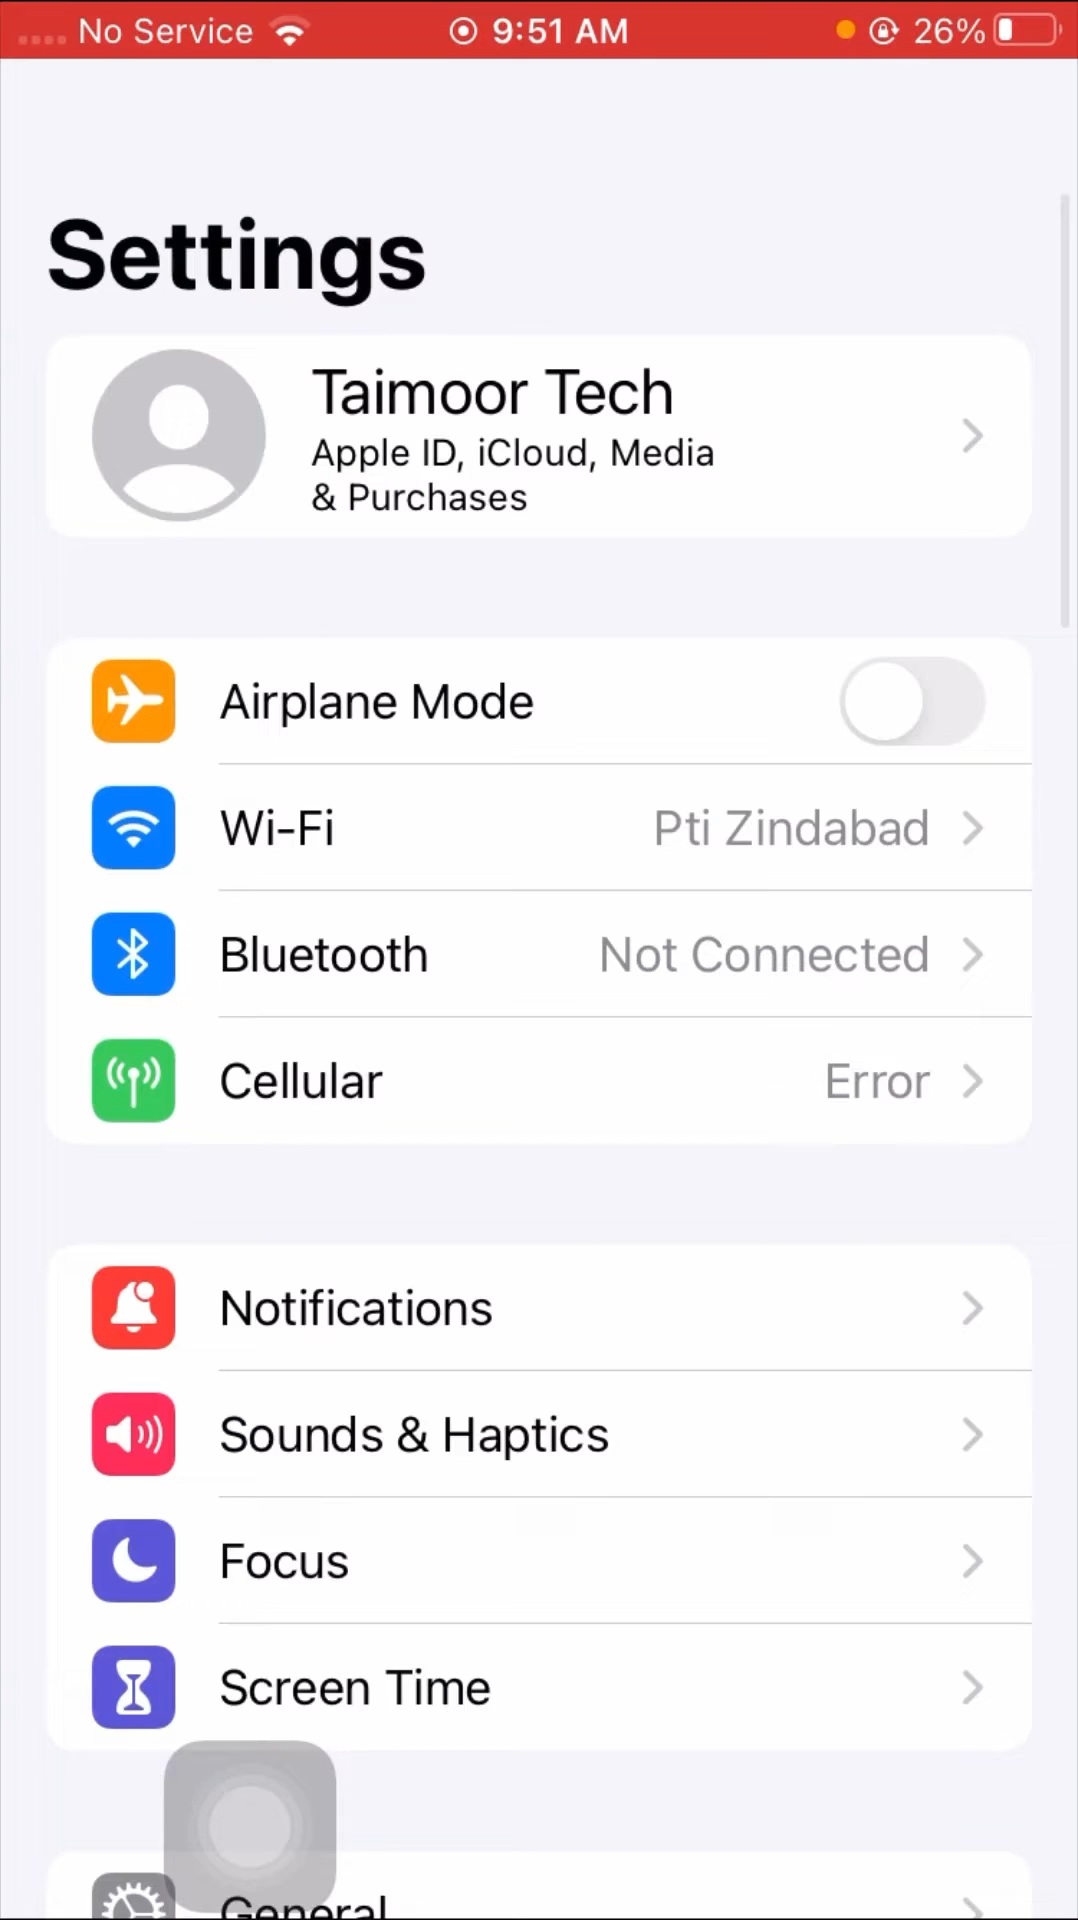 No Service 9:51 AM 26%
Settings
Taimoor Tech
Apple ID, iCloud, Media
& Purchases
Airplane Mode
Wi-Fi Pti Zindabad
Bluetooth Not Connected
Cellular Error
Notifications
Sounds & Haptics
Focus
Screen Time
General